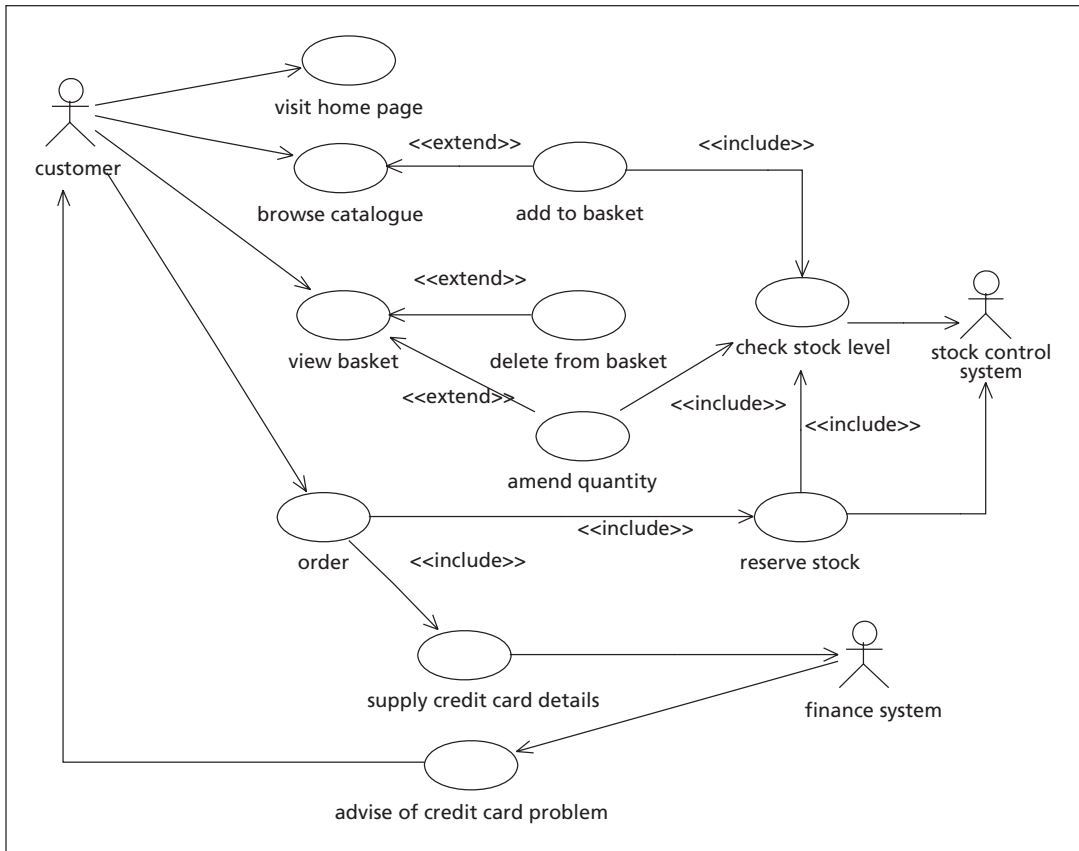 visit home page
customer
<<extend>>
<<include>>
browse catalogue
add to basket
<<extend>>
view basket
delete from basket
check stock level
stock control
system
<<extend>>
<<include>>
<<include>>
amend quantity
<<include>>
order
<<include>>
reserve stock
supply credit card details
finance system
advise of credit card problem